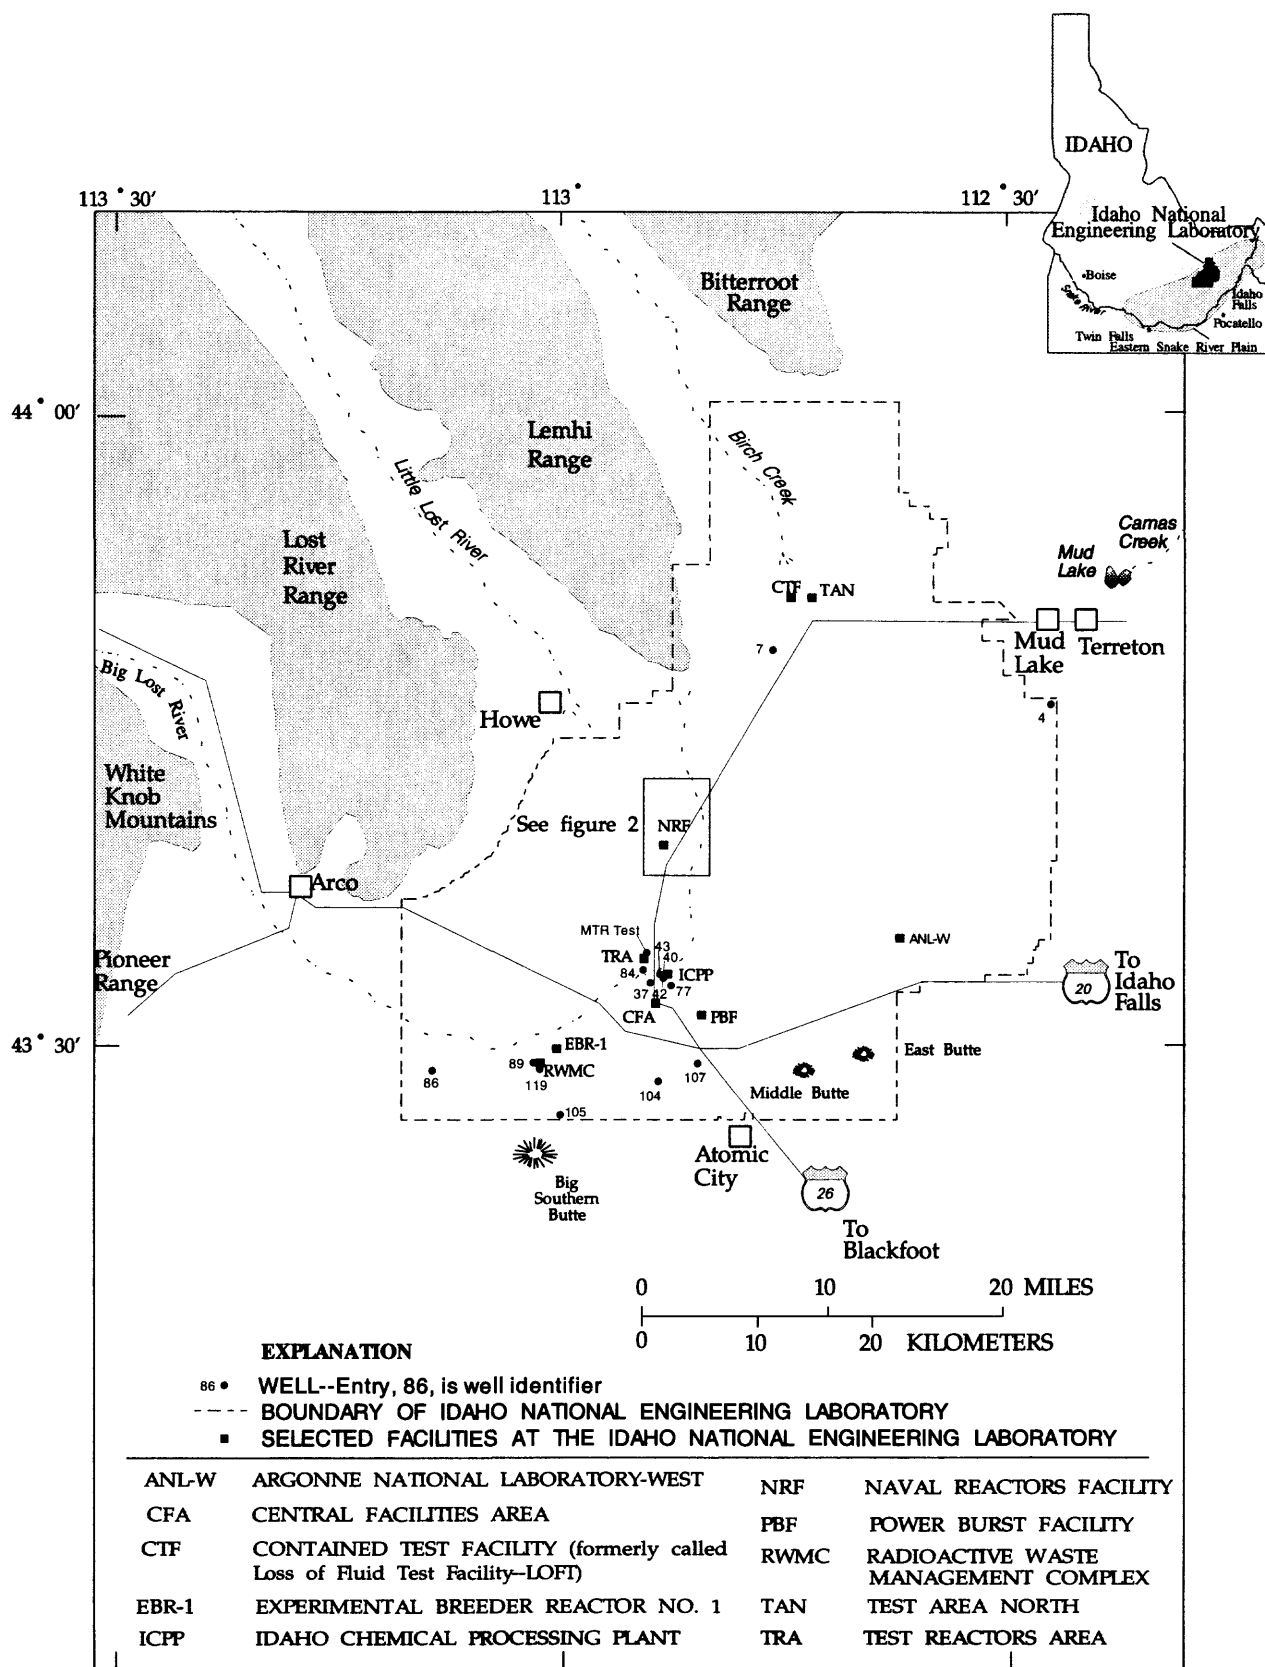 IDAHO
Idaho National
Engineering Laboratory
Boise
Snake River
Idaho
Falls
Pocatello
Twin Falls
Eastern Snake River Plain
113° 30'
113°
112° 30'
Bitterroot
Range
44° 00'
Lemhi
Range
Birch Creek
Little Lost River
Lost
River
Range
Camas
Creek
Mud
Lake
CTF
TAN
7
Mud
Lake
Terreton
Big Lost River
4
Howe
White
Knob
Mountains
See figure 2
NRF
Arco
MTR Test
43
40
ANL-W
Pioneer
Range
TRA
84
ICPP
To
Idaho
Falls
20
37
42
77
CFA
PBF
43° 30'
EBR-1
East Butte
89
RWMC
86
119
104
107
Middle Butte
105
Atomic
City
Big
Southern
Butte
26
To
Blackfoot
0 10 20 MILES
0 10 20 KILOMETERS
EXPLANATION
86 WELL--Entry, 86, is well identifier
BOUNDARY OF IDAHO NATIONAL ENGINEERING LABORATORY
SELECTED FACILITIES AT THE IDAHO NATIONAL ENGINEERING LABORATORY
ANL-W ARGONNE NATIONAL LABORATORY-WEST
CFA CENTRAL FACILITIES AREA
CTF CONTAINED TEST FACILITY (formerly called
Loss of Fluid Test Facility--LOFT)
EBR-1 EXPERIMENTAL BREEDER REACTOR NO. 1
ICPP IDAHO CHEMICAL PROCESSING PLANT
NRF NAVAL REACTORS FACILITY
PBF POWER BURST FACILITY
RWMC RADIOACTIVE WASTE
MANAGEMENT COMPLEX
TAN TEST AREA NORTH
TRA TEST REACTORS AREA